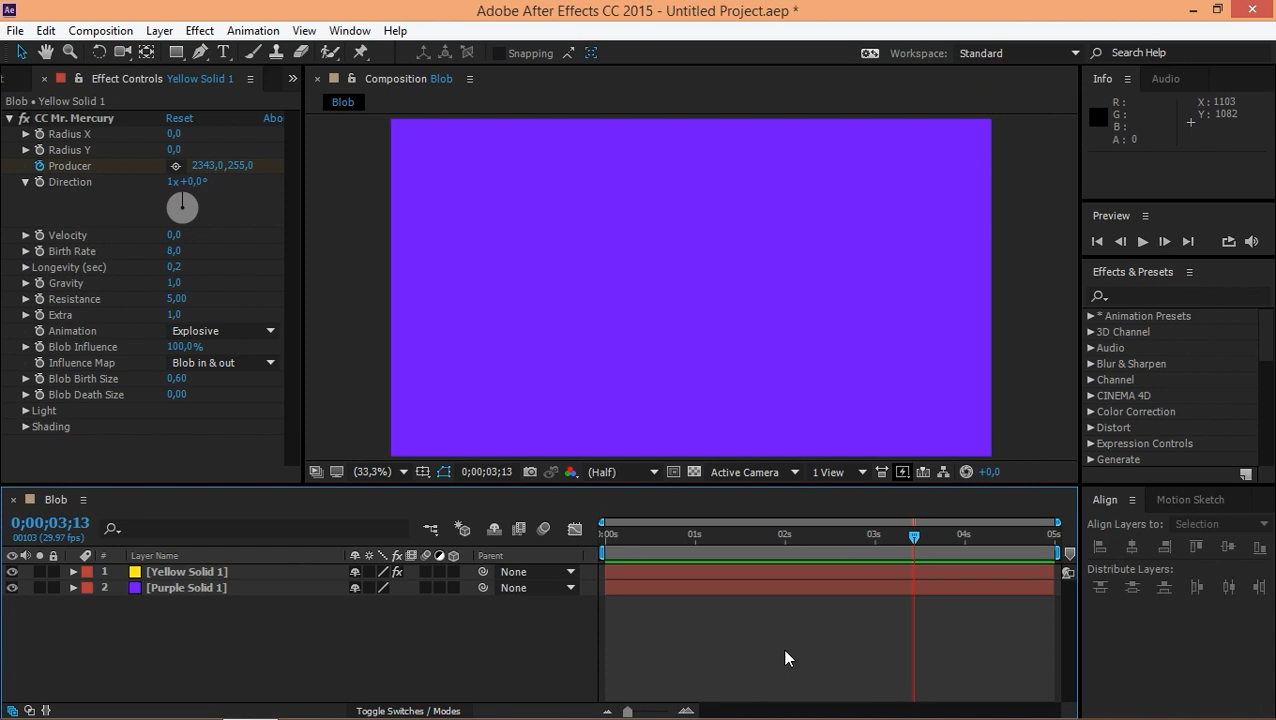 Ae Adobe After Effects CC 2015 - Untitled Project.aep *
File Edit Composition Layer Effect Animation View Window Help
Snapping Workspace: Standard Search Help
Effect Controls Yellow Solid 1
Composition Blob
Info Audio
Blob • Yellow Solid 1
Blob
R :
G :
B :
A : 0
X : 1103
Y : 1082
fx CC Mr. Mercury Reset Abo
Radius X 0,0
Radius Y 0,0
Producer 2343,0,255,0
Direction 1x+0,0°
Velocity 0,0
Birth Rate 8,0
Longevity (sec) 0,2
Gravity 1,0
Resistance 5,00
Extra 1,0
Animation Explosive
Blob Influence 100,0%
Influence Map Blob in & out
Blob Birth Size 0,60
Blob Death Size 0,00
Light
Shading
Preview
Effects & Presets
* Animation Presets
3D Channel
Audio
Blur & Sharpen
Channel
CINEMA 4D
Color Correction
Distort
Expression Controls
Generate
(33,3%) 0;00;03;13 (Half) Active Camera 1 View +0,0
Blob
0;00;03;13
00103 (29.97 fps)
:00s 01s 02s 03s 04s 05s
# Layer Name fx Parent
1 [Yellow Solid 1] fx None
2 [Purple Solid 1] None
Toggle Switches / Modes
Align Motion Sketch
Align Layers to: Selection
Distribute Layers: